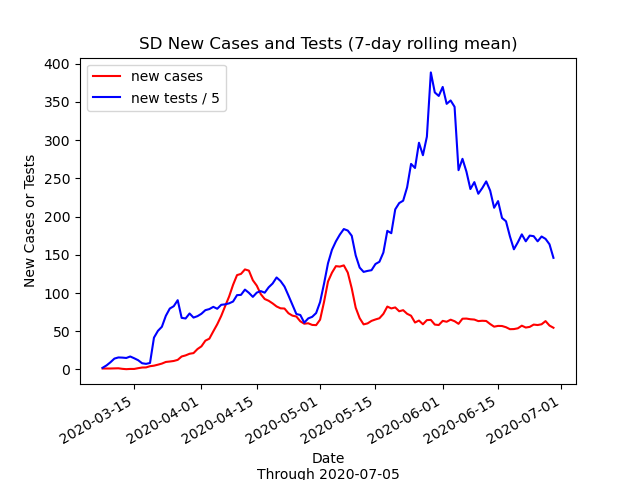 SD New Cases and Tests (7-day rolling mean)
new cases
new tests / 5
New Cases or Tests
400
350
300
250
200
150
100
50
0
2020-03-15
2020-04-01
2020-04-15
2020-05-01
2020-05-15
2020-06-01
2020-06-15
2020-07-01
Date
Through 2020-07-05